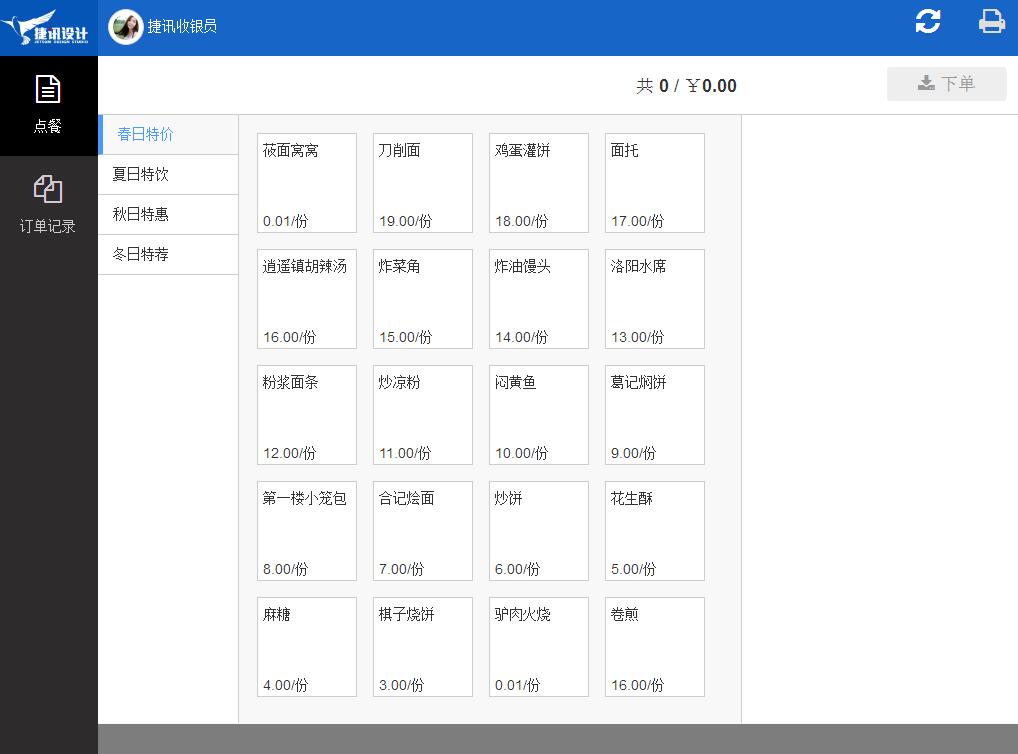 捷讯设计
JETSUM DESIGN STUDIO
捷讯收银员
点餐
订单记录
共 0 / ￥0.00
下单
春日特价
夏日特饮
秋日特惠
冬日特荐
莜面窝窝
刀削面
鸡蛋灌饼
面托
0.01/份
19.00/份
18.00/份
17.00/份
逍遥镇胡辣汤
炸菜角
炸油馒头
洛阳水席
16.00/份
15.00/份
14.00/份
13.00/份
粉浆面条
炒凉粉
闷黄鱼
葛记焖饼
12.00/份
11.00/份
10.00/份
9.00/份
第一楼小笼包
合记烩面
炒饼
花生酥
8.00/份
7.00/份
6.00/份
5.00/份
麻糖
棋子烧饼
驴肉火烧
卷煎
4.00/份
3.00/份
0.01/份
16.00/份